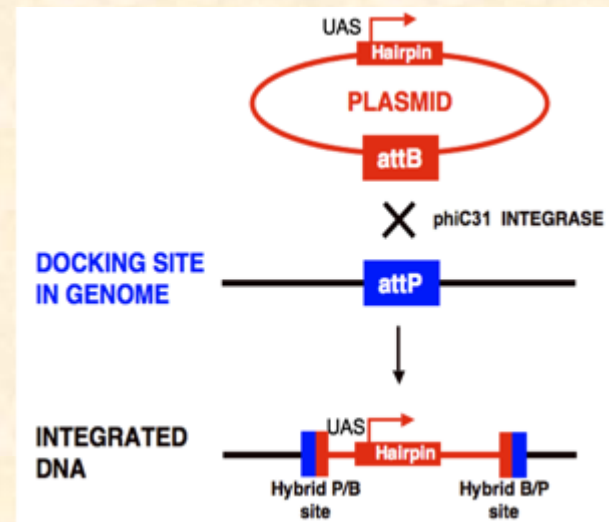 UAS
Hairpin
PLASMID
attB
phiC31 INTEGRASE
DOCKING SITE
IN GENOME
attP
INTEGRATED
DNA
UAS
Hairpin
Hybrid P/B
site
Hybrid B/P
site